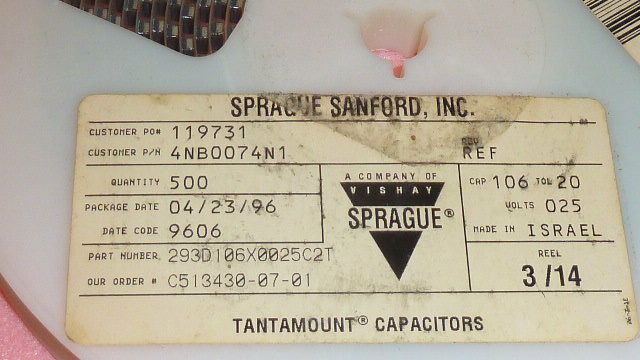 SPRAGUE SANFORD, INC.
CUSTOMER PO# 119731
CUSTOMER P/N 4NB0074N1
REF
QUANTITY 500
PACKAGE DATE 04/23/96
DATE CODE 9606
A COMPANY OF
VISHAY
SPRAGUE®
CAP 106 TOL 20
VOLTS 025
MADE IN ISRAEL
PART NUMBER 293D106X0025C2T
OUR ORDER # C513430-07-01
REEL
3/14
TANTAMOUNT® CAPACITORS